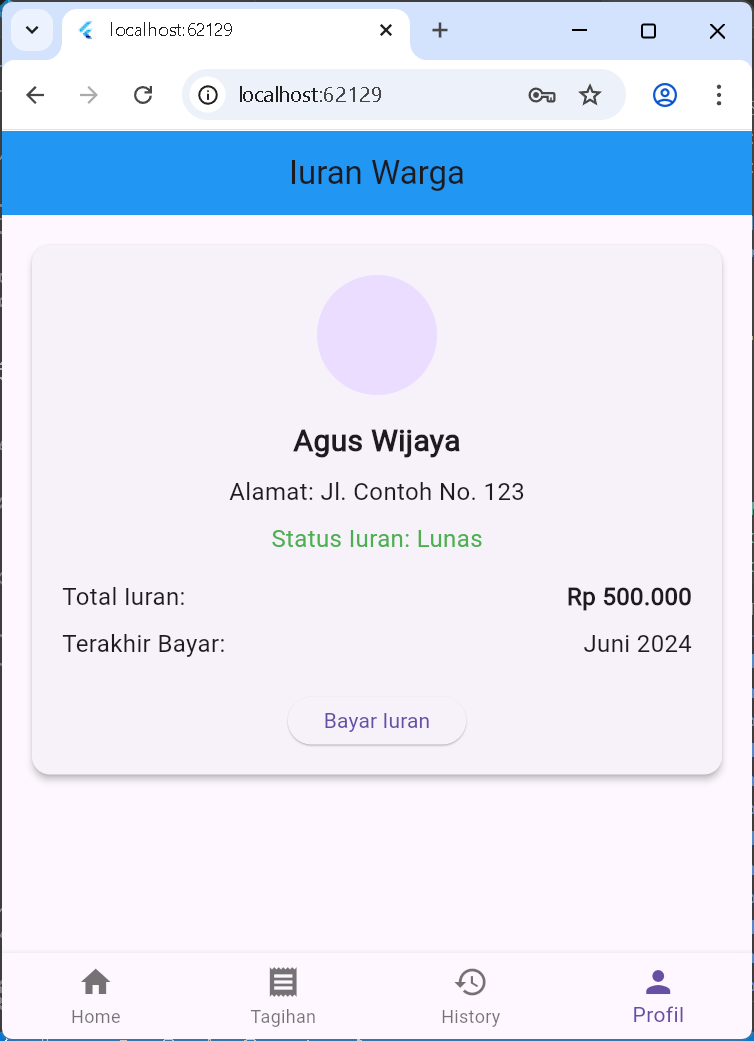 localhost:62129
localhost:62129
Iuran Warga
Agus Wijaya
Alamat: Jl. Contoh No. 123
Status Iuran: Lunas
Total Iuran: Rp 500.000
Terakhir Bayar: Juni 2024
Bayar Iuran
Home Tagihan History Profil